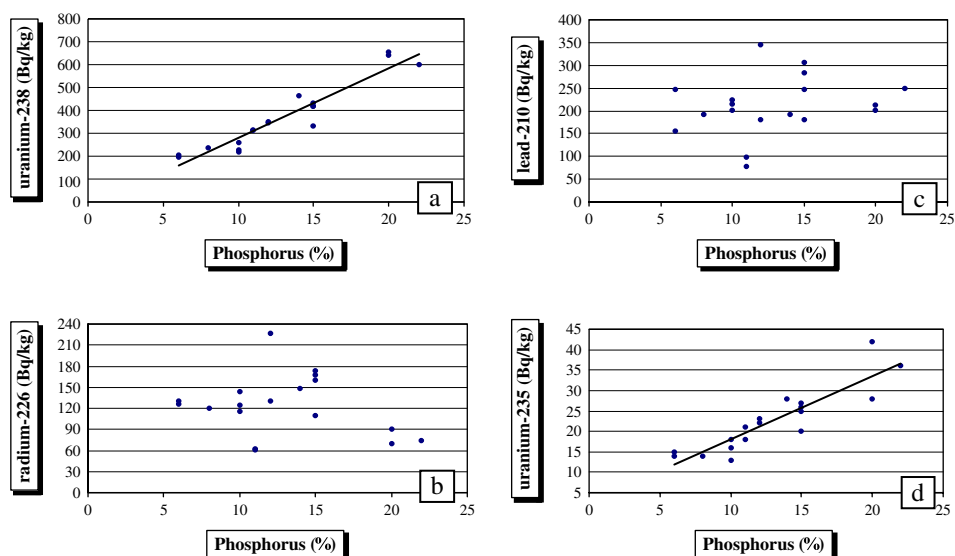 uranium-238 (Bq/kg)
800
700
600
500
400
300
200
100
0
0 5 10 15 20 25
Phosphorus (%)
a
lead-210 (Bq/kg)
400
350
300
250
200
150
100
50
0
0 5 10 15 20 25
Phosphorus (%)
c
radium-226 (Bq/kg)
240
210
180
150
120
90
60
30
0
0 5 10 15 20 25
Phosphorus (%)
b
uranium-235 (Bq/kg)
45
40
35
30
25
20
15
10
5
0
0 5 10 15 20 25
Phosphorus (%)
d